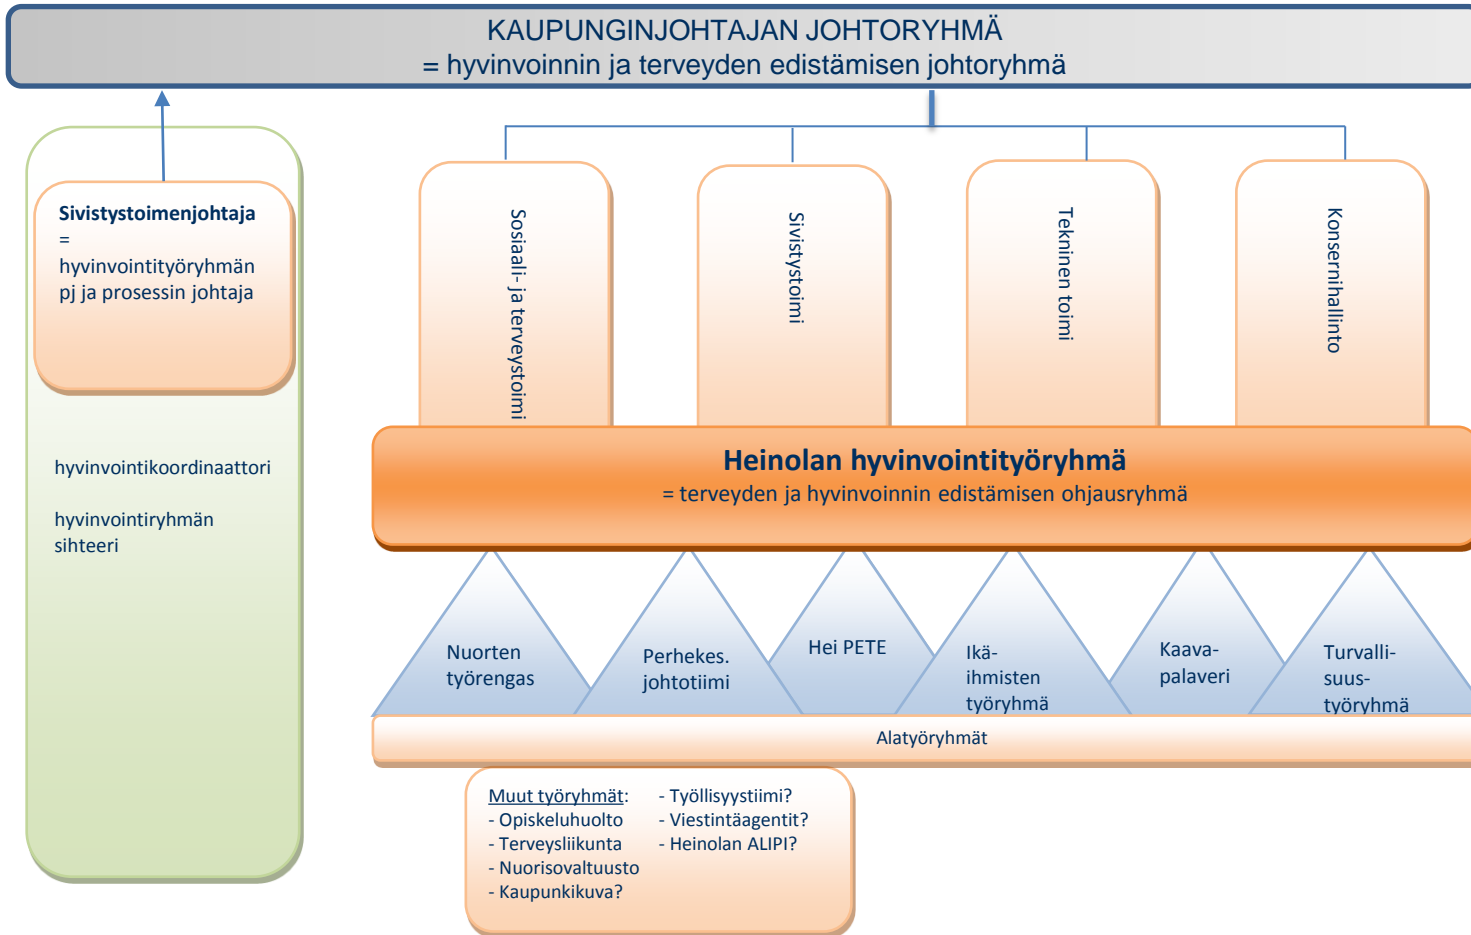 KAUPUNGINJOHTAJAN JOHTORYHMÄ
= hyvinvoinnin ja terveyden edistämisen johtoryhmä
Sivistystoimenjohtaja
=
hyvinvointityöryhmän
pj ja prosessin johtaja
hyvinvointikoordinaattori
hyvinvointiryhmän
sihteeri
Sosiaali- ja terveystoimi
Sivistystoimi
Tekninen toimi
Konsernihallinto
Heinolan hyvinvointityöryhmä
= terveyden ja hyvinvoinnin edistämisen ohjausryhmä
Nuorten
työrengas
Perhekes.
johtotiimi
Hei PETE
Ikä-
ihmisten
työryhmä
Kaava-
palaveri
Turvalli-
suus-
työryhmä
Alatyöryhmät
Muut työryhmät:
- Opiskeluhuolto
- Terveysliikunta
- Nuorisovaltuusto
- Kaupunkikuva?
- Työllisyystiimi?
- Viestintäagentit?
- Heinolan ALIPI?